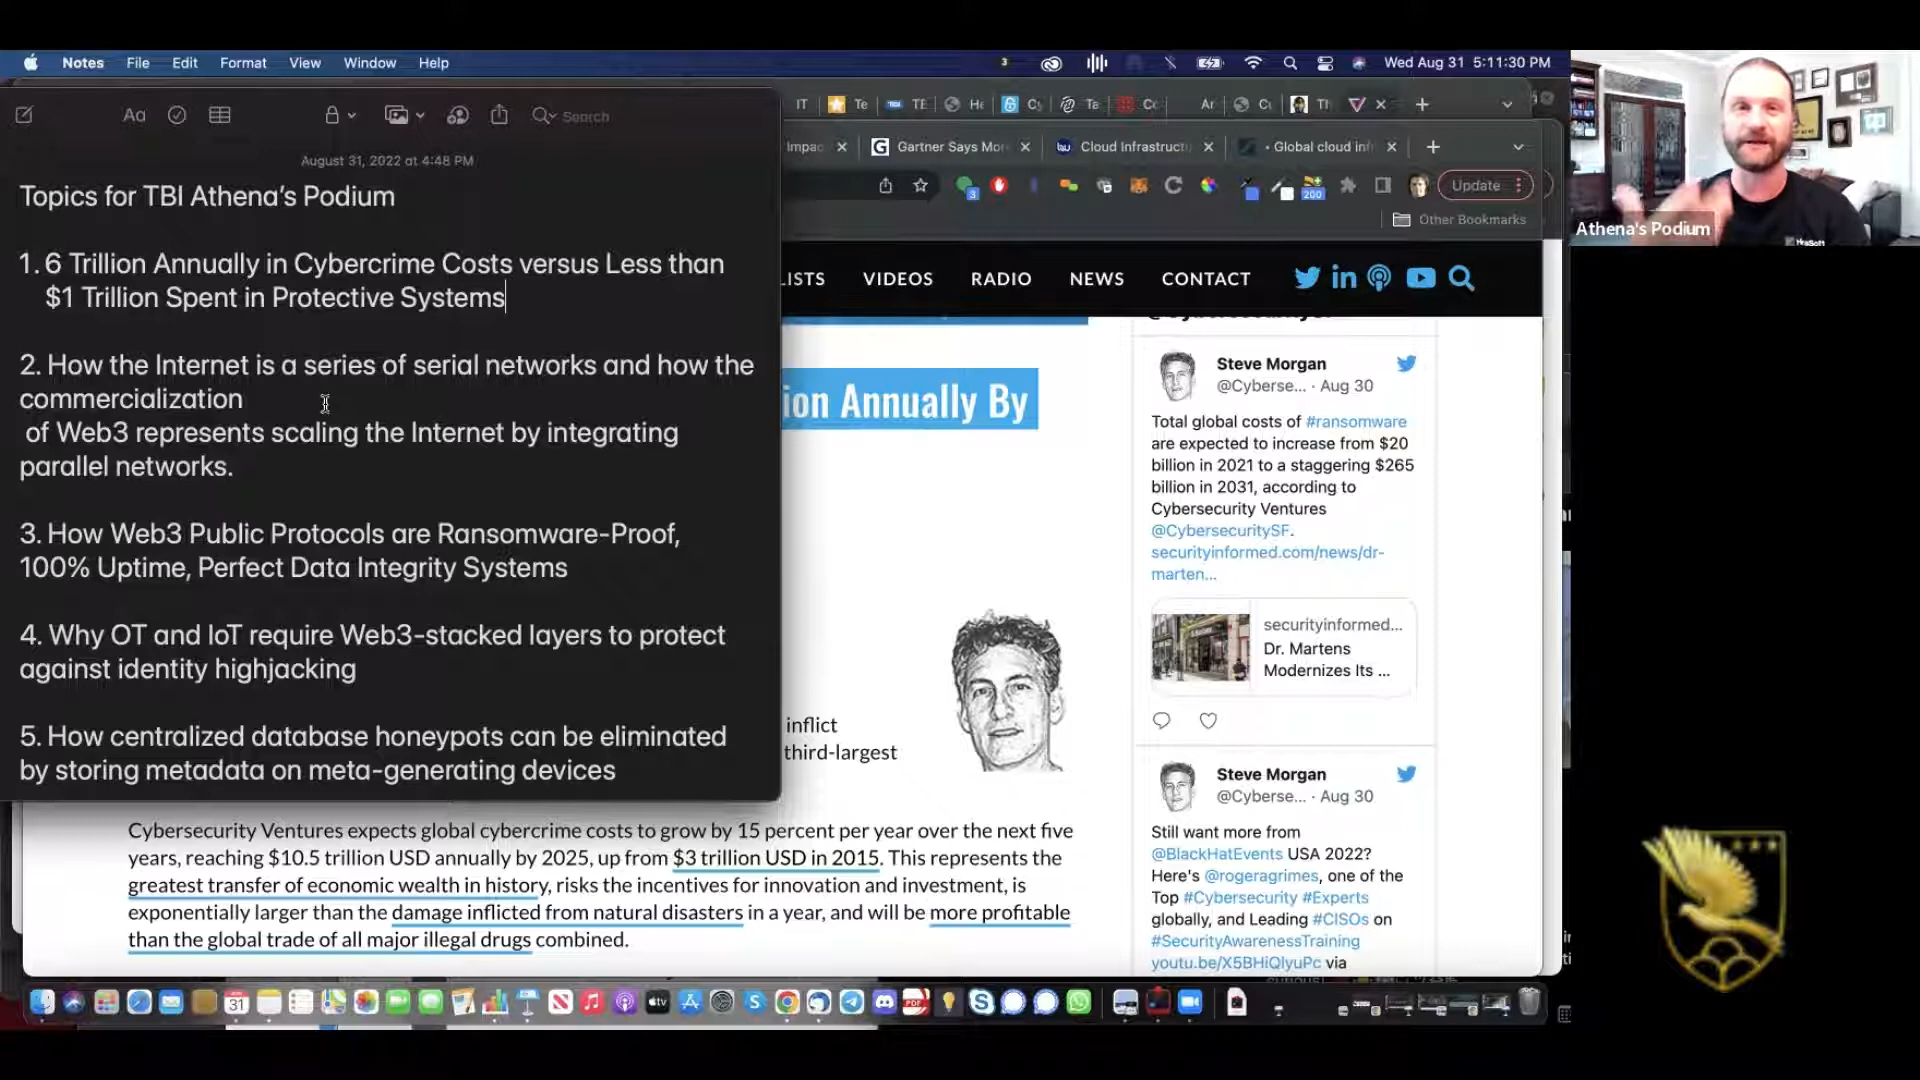 Notes File Edit Format View Window Help
3
Wed Aug 31 5:11:30 PM
Aa
Search
IT
Te
August 31, 2022 at 4:48 PM
Topics for TBI Athena's Podium
1. 6 Trillion Annually in Cybercrime Costs versus Less than
$1 Trillion Spent in Protective Systems
2. How the Internet is a series of serial networks and how the
commercialization
of Web3 represents scaling the Internet by integrating
parallel networks.
3. How Web3 Public Protocols are Ransomware-Proof,
100% Uptime, Perfect Data Integrity Systems
4. Why OT and IoT require Web3-stacked layers to protect
against identity highjacking
5. How centralized database honeypots can be eliminated
by storing metadata on meta-generating devices
Impac
Gartner Says Mor
Cloud Infrastructu
Global cloud inf
3
200
Update
Other Bookmarks
LISTS VIDEOS RADIO NEWS CONTACT
ion Annually By
inflict
third-largest
Cybersecurity Ventures expects global cybercrime costs to grow by 15 percent per year over the next five
years, reaching $10.5 trillion USD annually by 2025, up from $3 trillion USD in 2015. This represents the
greatest transfer of economic wealth in history, risks the incentives for innovation and investment, is
exponentially larger than the damage inflicted from natural disasters in a year, and will be more profitable
than the global trade of all major illegal drugs combined.
Steve Morgan
@Cyberse... · Aug 30
Total global costs of #ransomware
are expected to increase from $20
billion in 2021 to a staggering $265
billion in 2031, according to
Cybersecurity Ventures
@CybersecuritySF.
securityinformed.com/news/dr-
marten...
securityinformed...
Dr. Martens
Modernizes Its ...
Steve Morgan
@Cyberse... · Aug 30
Still want more from
@BlackHatEvents USA 2022?
Here's @rogeragrimes, one of the
Top #Cybersecurity #Experts
globally, and Leading #CISOs on
#SecurityAwarenessTraining
youtu.be/X5BHiQlyuPc via
Athena's Podium
31
tv
PDF